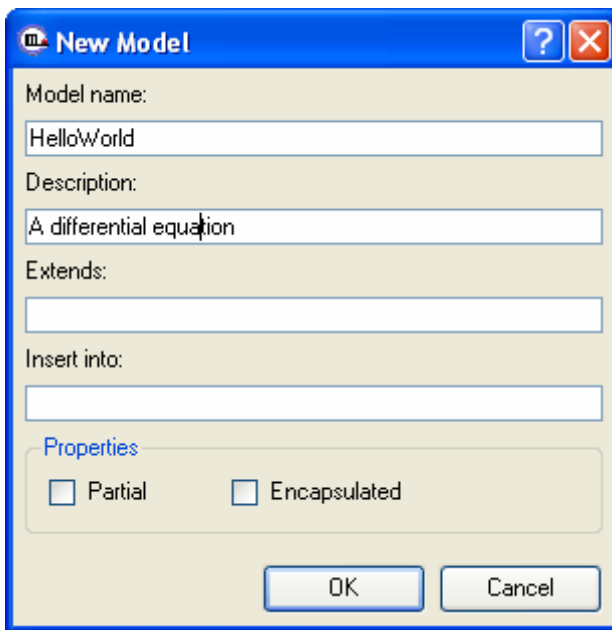 New Model
Model name:
HelloWorld
Description:
A differential equation
Extends:
Insert into:
Properties
Partial Encapsulated
OK Cancel